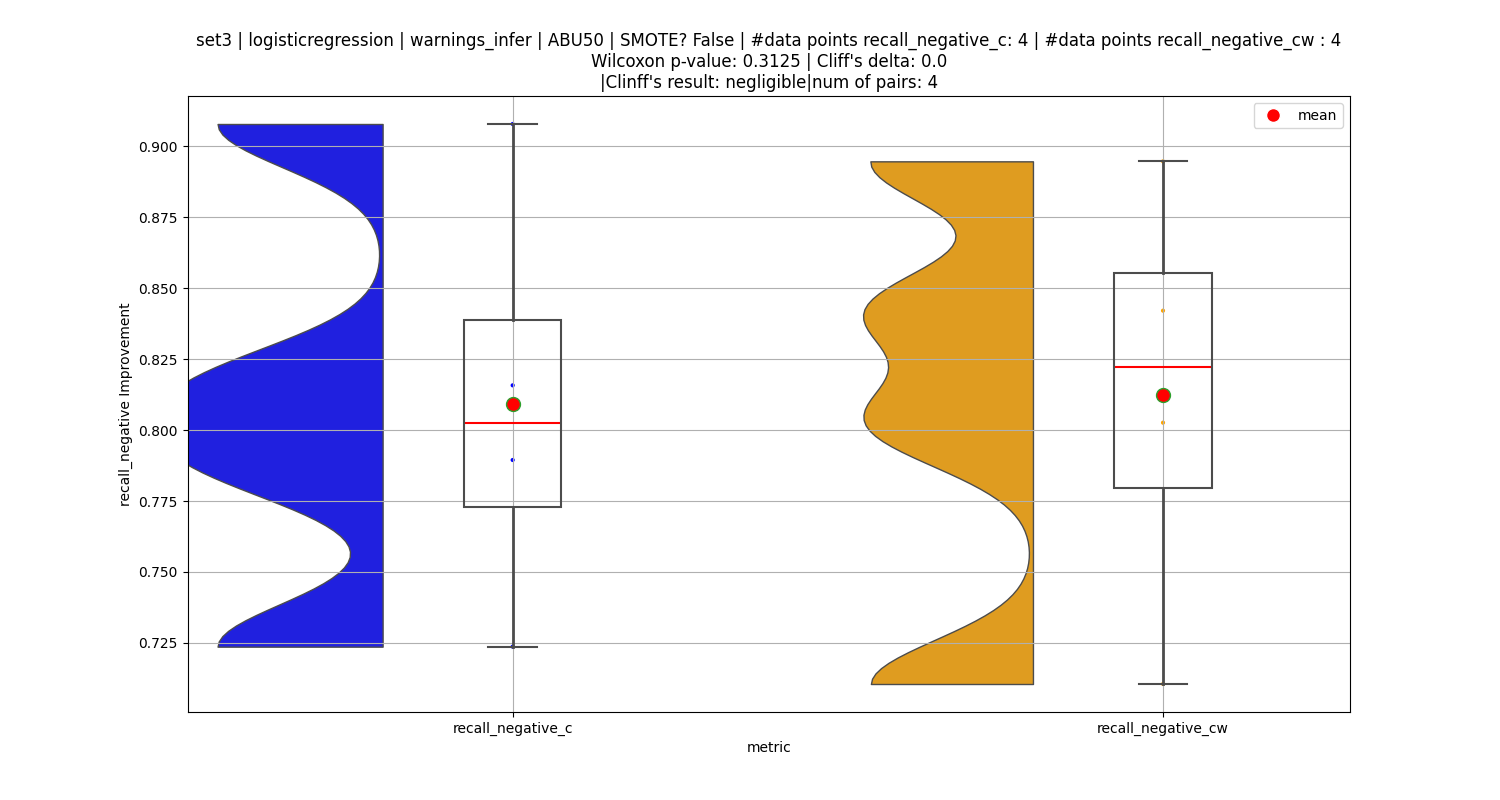 set3 | logisticregression | warnings_infer | ABU50 | SMOTE? False | #data points recall_negative_c: 4 | #data points recall_negative_cw : 4
Wilcoxon p-value: 0.3125 | Cliff's delta: 0.0
|Clinff's result: negligible|num of pairs: 4
mean
0.900
0.875
0.850
0.825
0.800
0.775
0.750
0.725
recall_negative Improvement
recall_negative_c
recall_negative_cw
metric